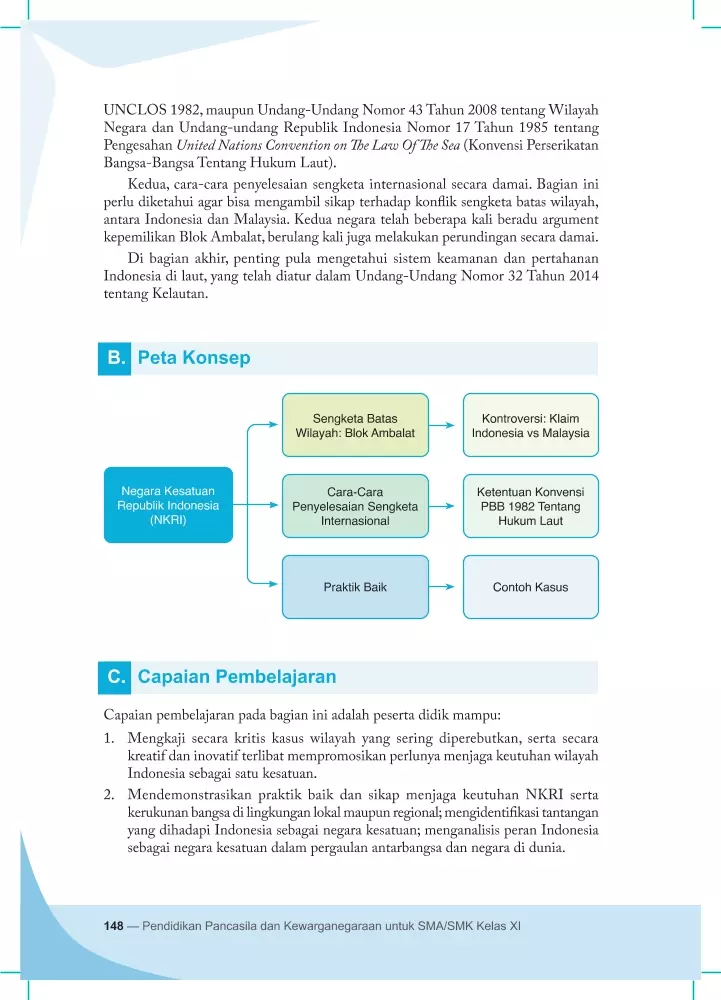 UNCLOS 1982, maupun Undang-Undang Nomor 43 Tahun 2008 tentang Wilayah
Negara dan Undang-undang Republik Indonesia Nomor 17 Tahun 1985 tentang
Pengesahan United Nations Convention on The Law Of The Sea (Konvensi Perserikatan
Bangsa-Bangsa Tentang Hukum Laut).
Kedua, cara-cara penyelesaian sengketa internasional secara damai. Bagian ini
perlu diketahui agar bisa mengambil sikap terhadap konflik sengketa batas wilayah,
antara Indonesia dan Malaysia. Kedua negara telah beberapa kali beradu argument
kepemilikan Blok Ambalat, berulang kali juga melakukan perundingan secara damai.
Di bagian akhir, penting pula mengetahui sistem keamanan dan pertahanan
Indonesia di laut, yang telah diatur dalam Undang-Undang Nomor 32 Tahun 2014
tentang Kelautan.
B. Peta Konsep
Negara Kesatuan
Republik Indonesia
(NKRI)
Sengketa Batas
Wilayah: Blok Ambalat
Kontroversi: Klaim
Indonesia vs Malaysia
Cara-Cara
Penyelesaian Sengketa
Internasional
Ketentuan Konvensi
PBB 1982 Tentang
Hukum Laut
Praktik Baik
Contoh Kasus
C. Capaian Pembelajaran
Capaian pembelajaran pada bagian ini adalah peserta didik mampu:
1. Mengkaji secara kritis kasus wilayah yang sering diperebutkan, serta secara
kreatif dan inovatif terlibat mempromosikan perlunya menjaga keutuhan wilayah
Indonesia sebagai satu kesatuan.
2. Mendemonstrasikan praktik baik dan sikap menjaga keutuhan NKRI serta
kerukunan bangsa di lingkungan lokal maupun regional; mengidentifikasi tantangan
yang dihadapi Indonesia sebagai negara kesatuan; menganalisis peran Indonesia
sebagai negara kesatuan dalam pergaulan antarbangsa dan negara di dunia.
148 — Pendidikan Pancasila dan Kewarganegaraan untuk SMA/SMK Kelas XI